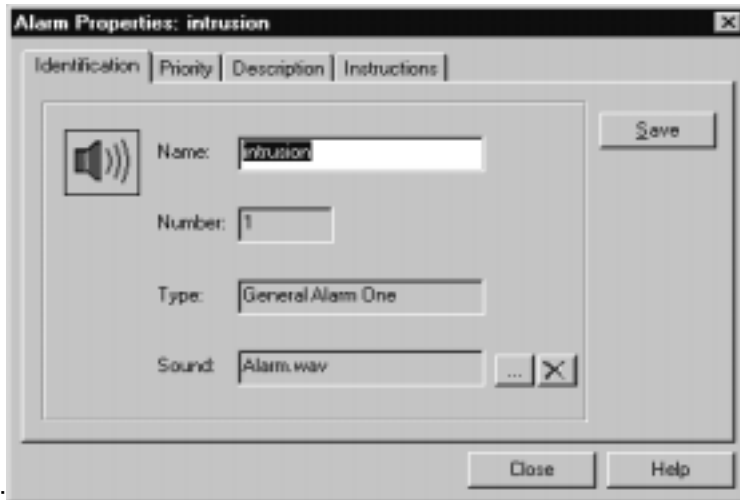 Alarm Properties: intrusion
Identification Priority Description Instructions
Save
Name: intrusion
Number: 1
Type: General Alarm One
Sound: Alarm.wav ...
Close Help
.